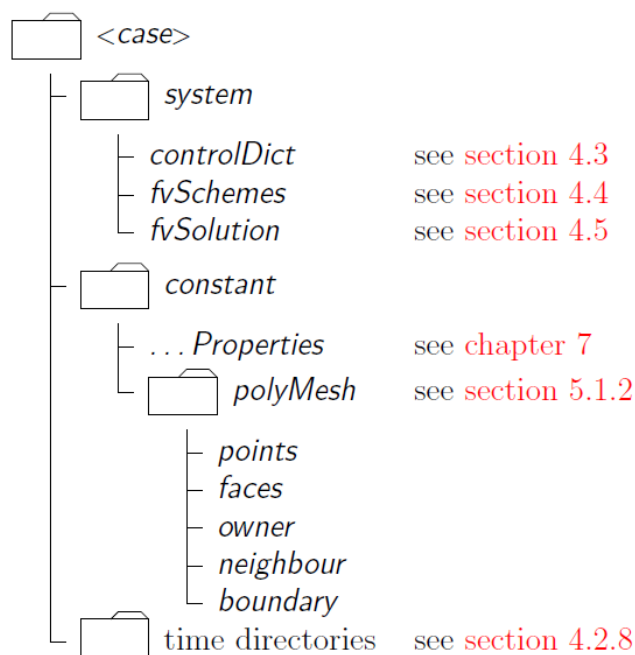 <case>
system
controlDict see section 4.3
fvSchemes see section 4.4
fvSolution see section 4.5
constant
...Properties see chapter 7
polyMesh see section 5.1.2
points
faces
owner
neighbour
boundary
time directories see section 4.2.8